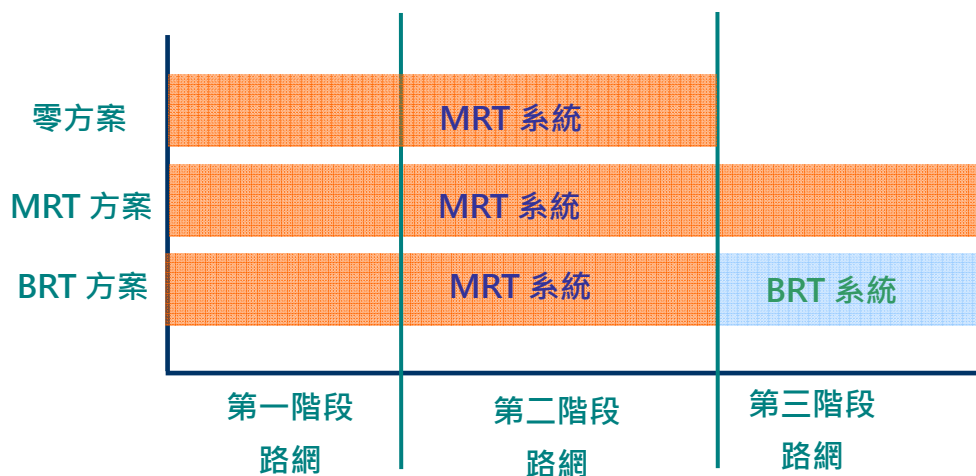 零方案
MRT 系統
MRT 方案
MRT 系統
BRT 方案
MRT 系統
BRT 系統
第一階段
路網
第二階段
路網
第三階段
路網